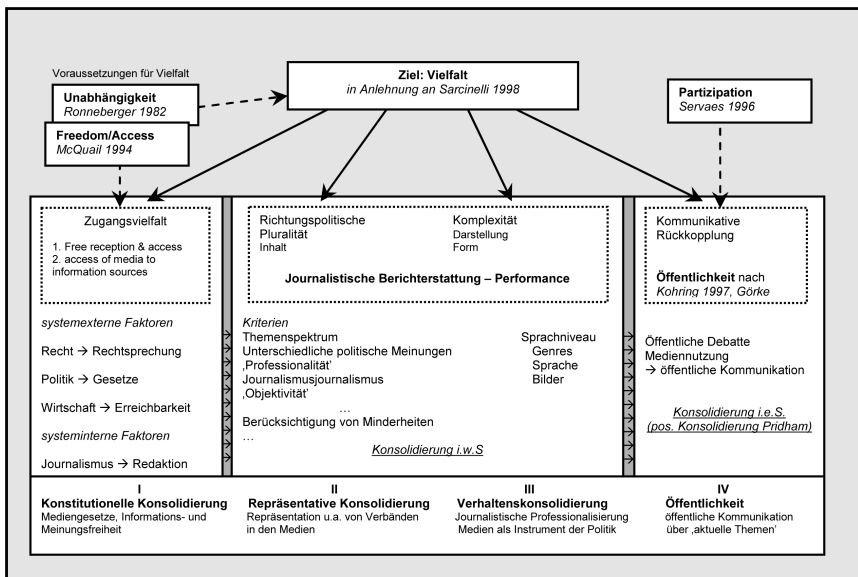 Voraussetzungen für Vielfalt
Unabhängigkeit
Ronneberger 1982
Freedom/Access
McQuail 1994
Ziel: Vielfalt
in Anlehnung an Sarcinelli 1998
Partizipation
Servaes 1996
Zugangsvielfalt
1. Free reception & access
2. access of media to
information sources
systemexterne Faktoren
Recht → Rechtsprechung
Politik → Gesetze
Wirtschaft → Erreichbarkeit
systeminterne Faktoren
Journalismus → Redaktion
Richtungspolitische
Pluralität
Inhalt
Komplexität
Darstellung
Form
Journalistische Berichterstattung – Performance
Kriterien
Themenspektrum
Unterschiedliche politische Meinungen
‚Professionalität’
Journalismusjournalismus
‚Objektivität’
…
Berücksichtigung von Minderheiten
…
Sprachniveau
Genres
Sprache
Bilder
Konsolidierung i.w.S
Kommunikative
Rückkopplung
Öffentlichkeit nach
Kohring 1997, Görke
Öffentliche Debatte
Mediennutzung
→ öffentliche Kommunikation
Konsolidierung i.e.S.
(pos. Konsolidierung Pridham)
I
Konstitutionelle Konsolidierung
Mediengesetze, Informations- und
Meinungsfreiheit
II
Repräsentative Konsolidierung
Repräsentation u.a. von Verbänden
in den Medien
III
Verhaltenskonsolidierung
Journalistische Professionalisierung
Medien als Instrument der Politik
IV
Öffentlichkeit
öffentliche Kommunikation
über ‚aktuelle Themen’